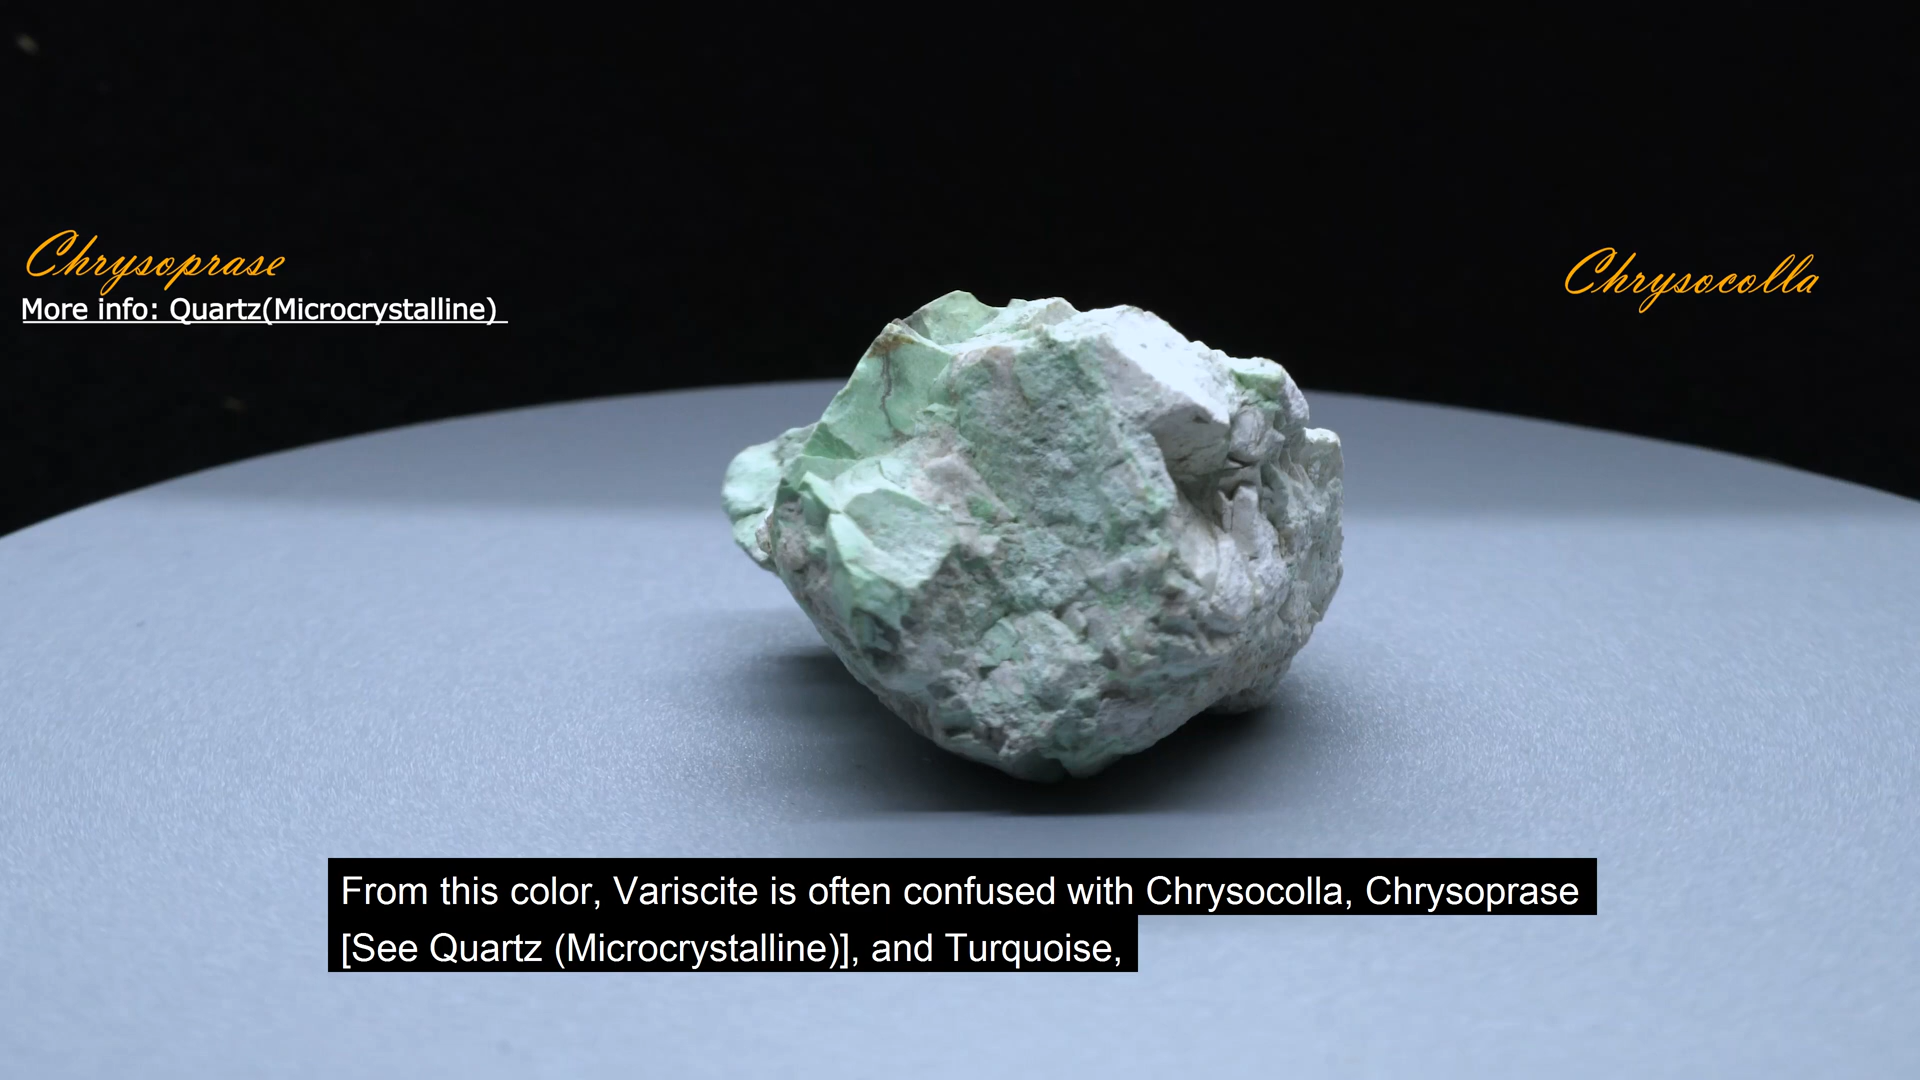 Chrysoprase
More info: Quartz(Microcrystalline)
Chrysocolla
From this color, Variscite is often confused with Chrysocolla, Chrysoprase
[See Quartz (Microcrystalline)], and Turquoise,